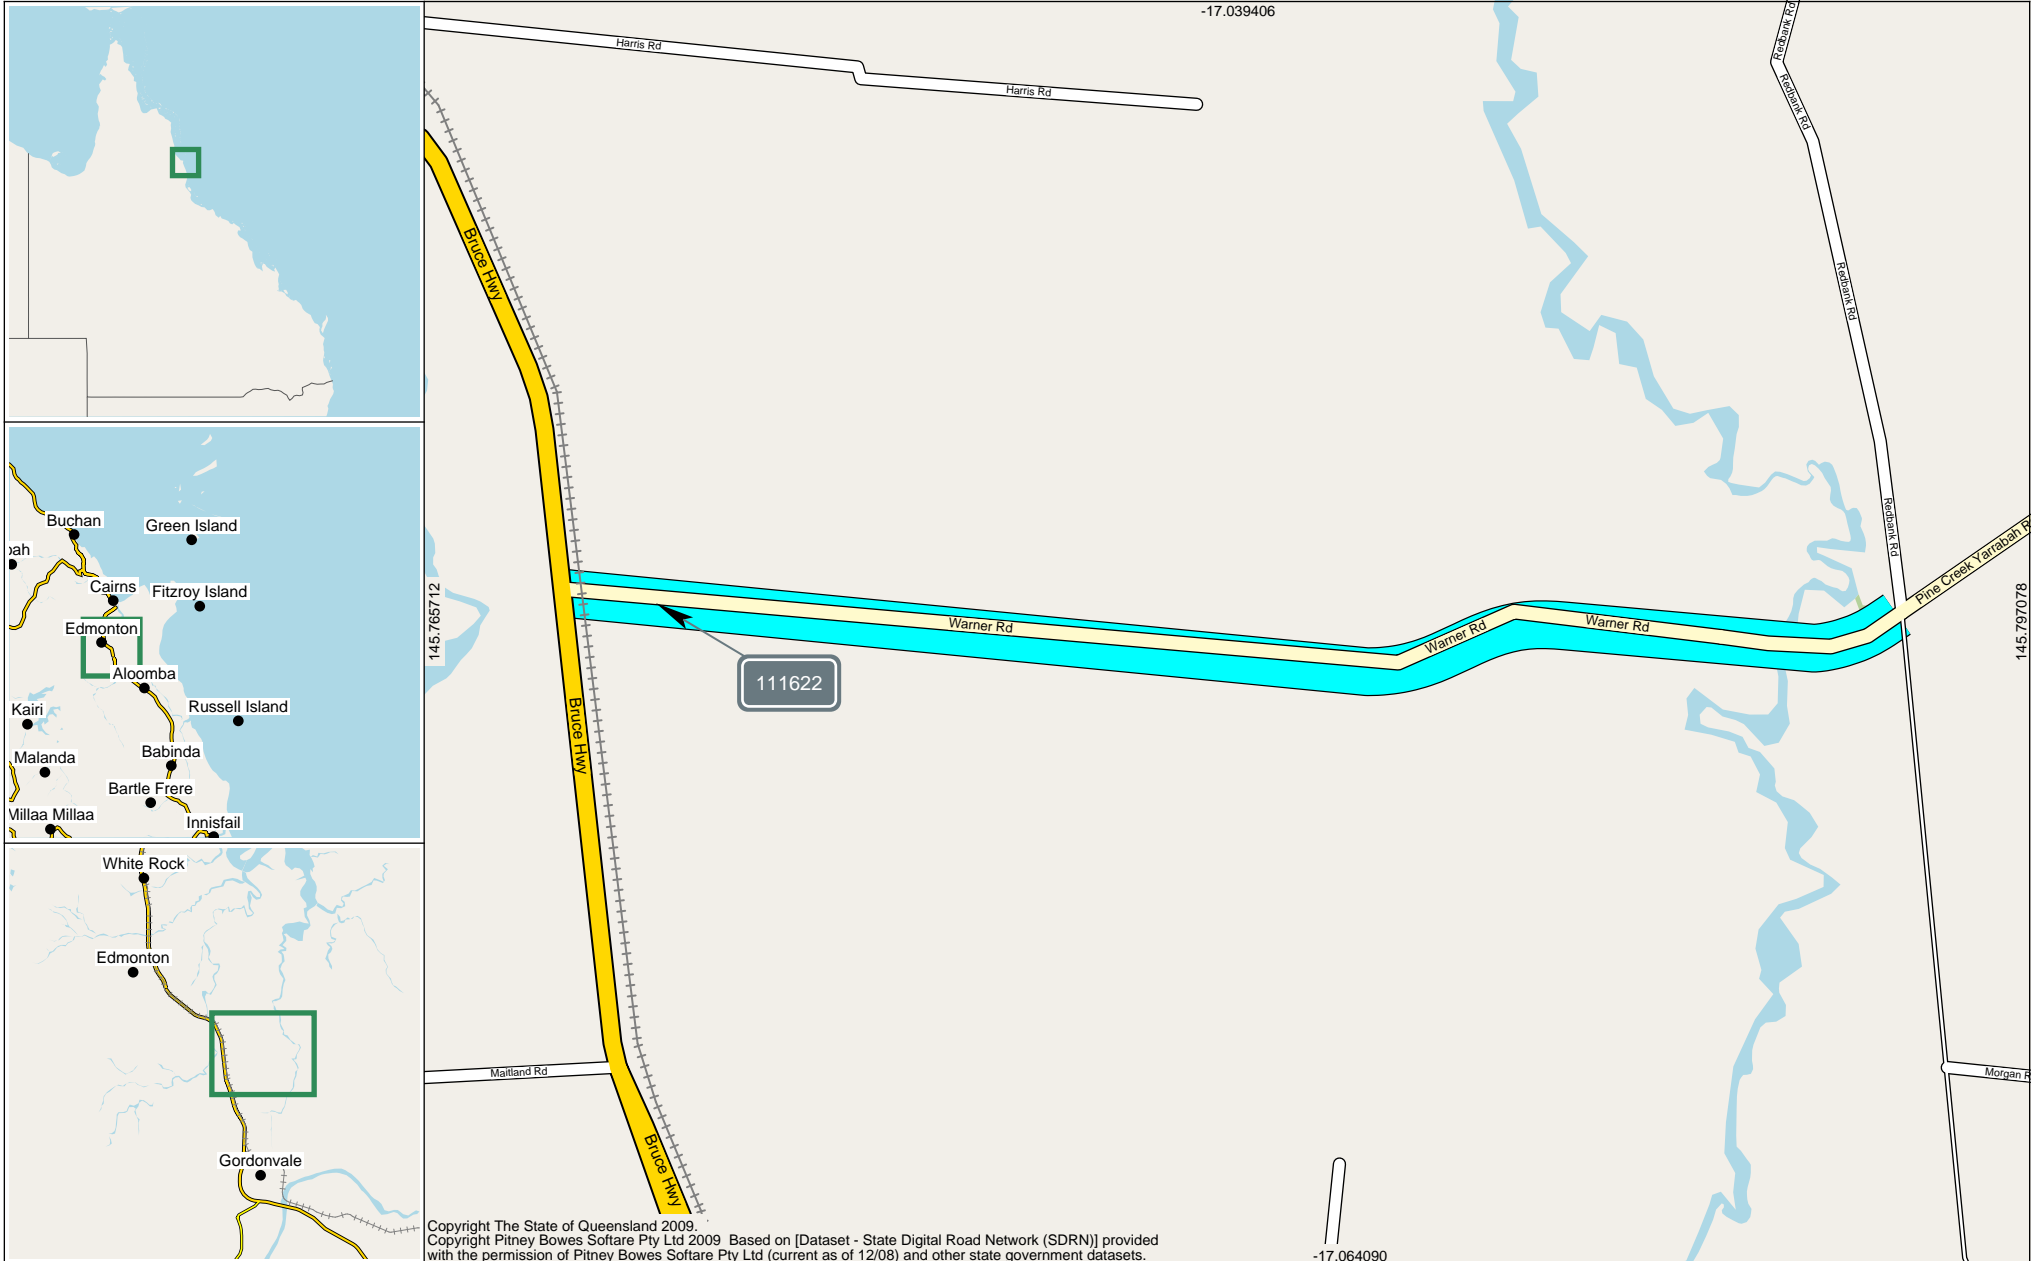 -17.039406
Harris Rd
Harris Rd
Redbank Rd
Redbank Rd
Redbank Rd
Redbank Rd
Bruce Hwy
Bruce Hwy
Bruce Hwy
145.765712
145.797078
Warner Rd
Warner Rd
Warner Rd
Pine Creek Yarrabah R
111622
Maitland Rd
Morgan R
-17.064090
Buchan
Green Island
bah
Cairns
Fitzroy Island
Edmonton
Aloomba
Kairi
Russell Island
Malanda
Babinda
Bartle Frere
Millaa Millaa
Innisfail
White Rock
Edmonton
Gordonvale
Copyright The State of Queensland 2009.
Copyright Pitney Bowes Softare Pty Ltd 2009 Based on [Dataset - State Digital Road Network (SDRN)] provided
with the permission of Pitney Bowes Softare Pty Ltd (current as of 12/08) and other state government datasets.